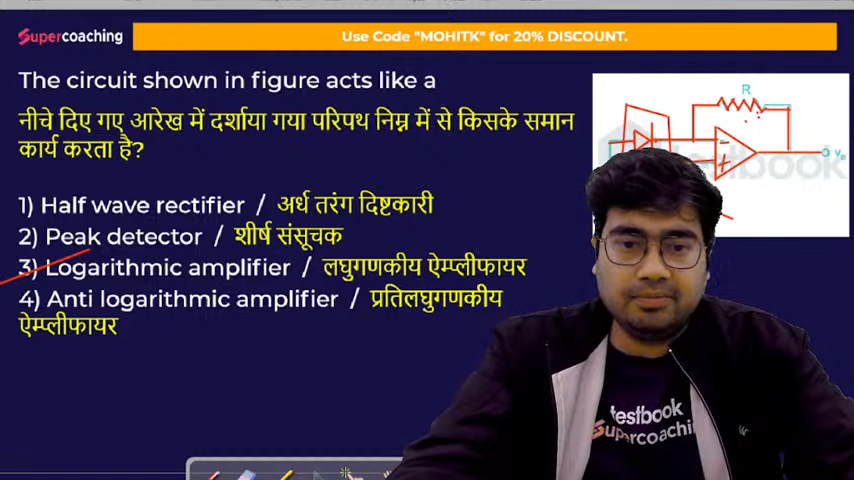 Supercoaching
Use Code "MOHITK" for 20% DISCOUNT.
The circuit shown in figure acts like a
नीचे दिए गए आरेख में दर्शाया गया परिपथ निम्न में से किसके समान
कार्य करता है?
1) Half wave rectifier / अर्ध तरंग दिष्टकारी
2) Peak detector / शीर्ष संसूचक
3) Logarithmic amplifier / लघुगणकीय ऐम्प्लीफायर
4) Anti logarithmic amplifier / प्रतिलघुगणकीय
ऐम्प्लीफायर
R
testbook
Supercoaching